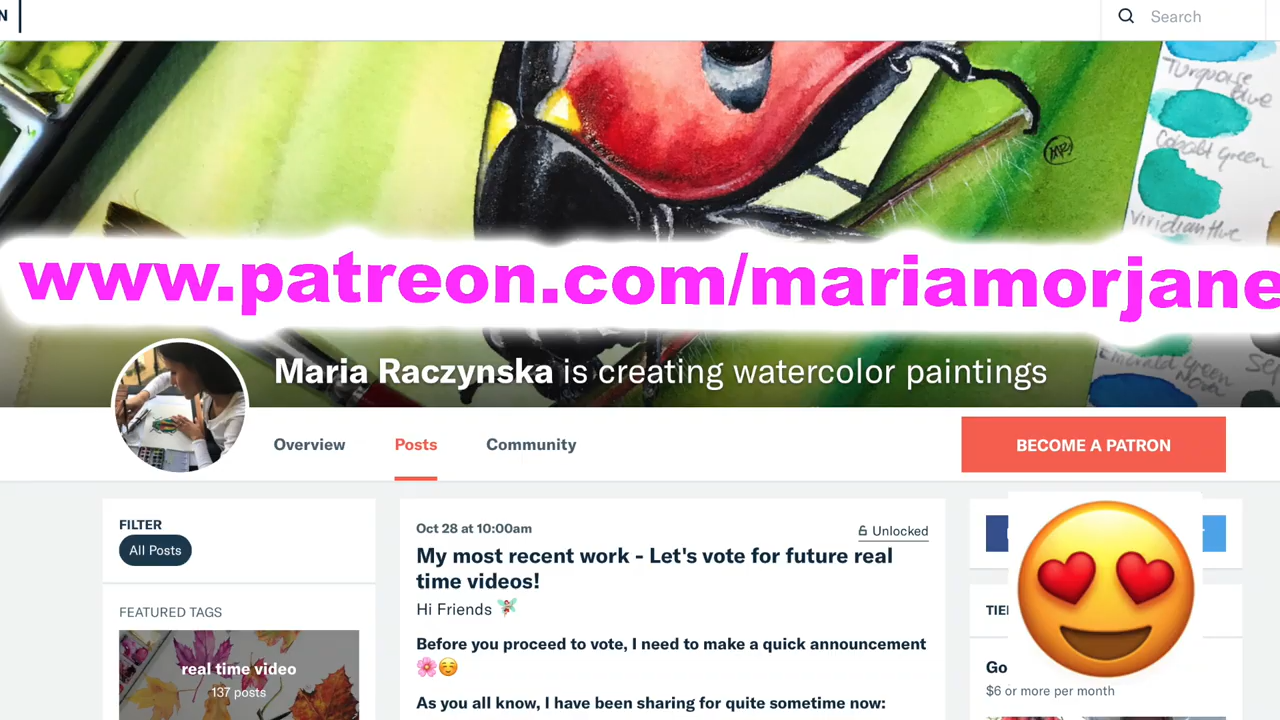 N
Search
Turquoise
blue
Cobalt Green
www.patreon.com/mariamorjane
Maria Raczynska is creating watercolor paintings
Overview
Posts
Community
BECOME A PATRON
FILTER
All Posts
Oct 28 at 10:00am
Unlocked
My most recent work - Let's vote for future real
time videos!
Hi Friends
Before you proceed to vote, I need to make a quick announcement
As you all know, I have been sharing for quite sometime now:
FEATURED TAGS
real time video
137 posts
TIE
Go
$6 or more per month